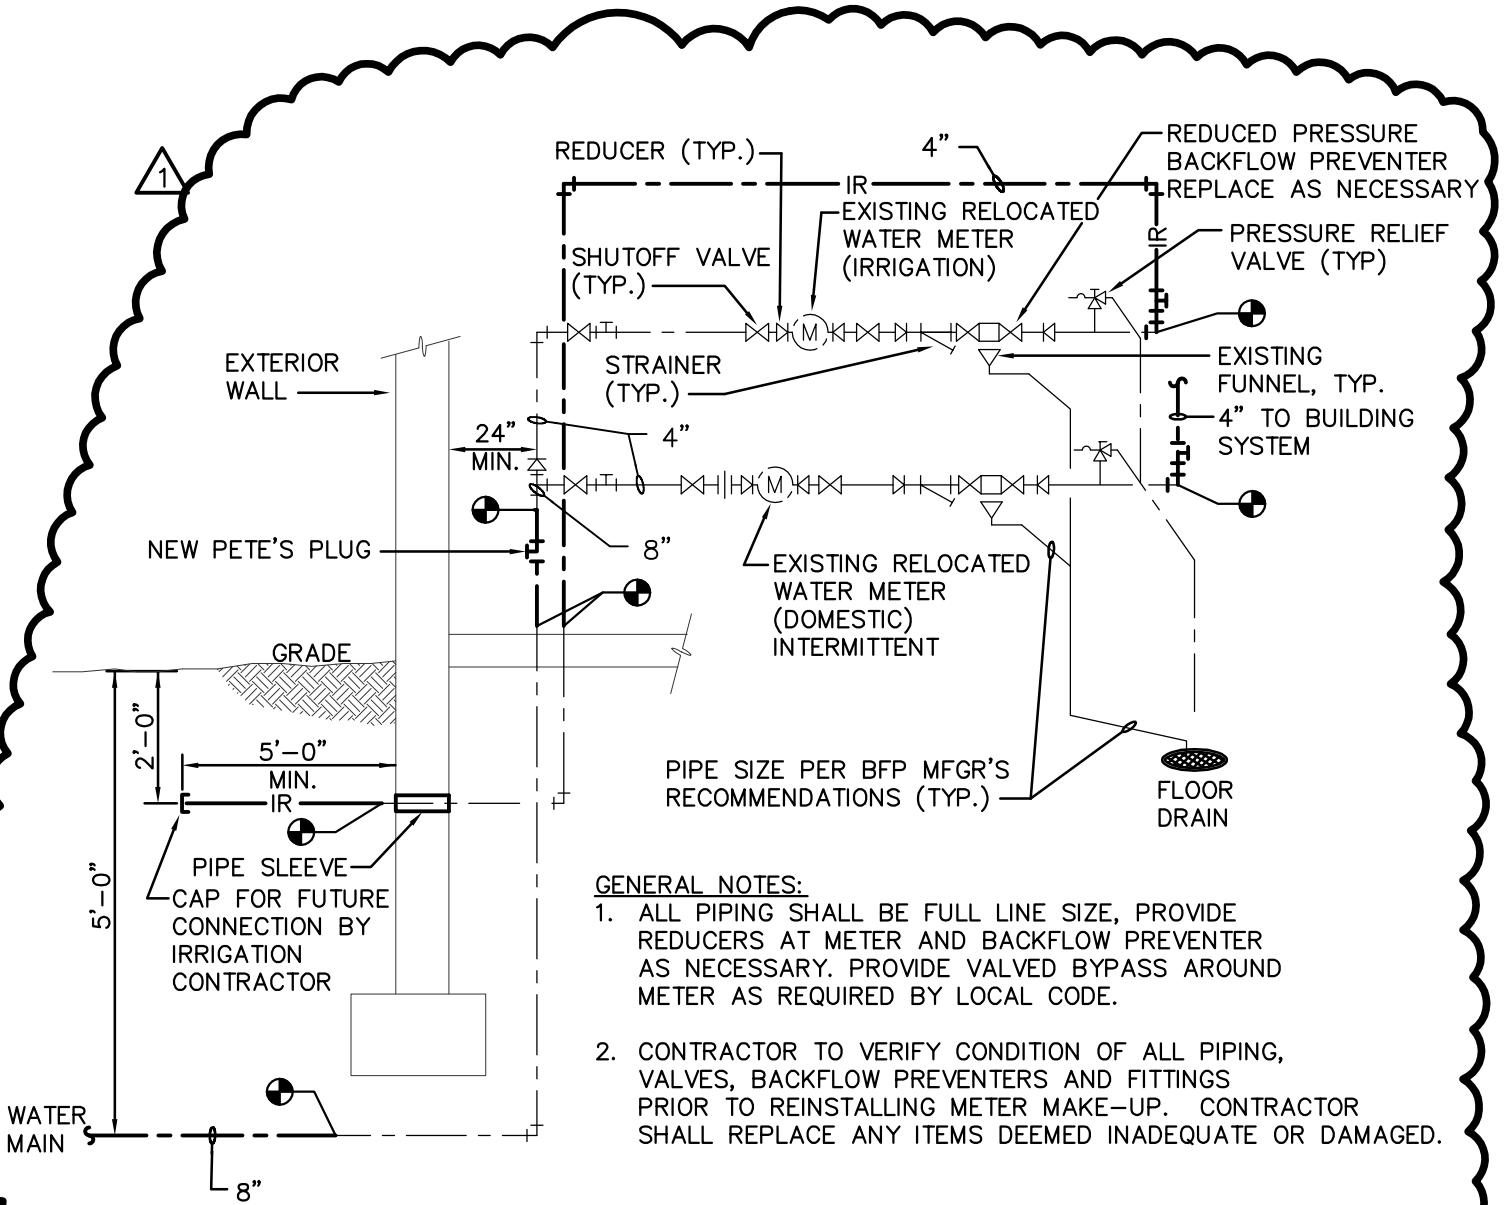 1
REDUCER (TYP.)
4"
REDUCED PRESSURE
BACKFLOW PREVENTER
REPLACE AS NECESSARY
IR
EXISTING RELOCATED
WATER METER
(IRRIGATION)
IR
PRESSURE RELIEF
VALVE (TYP)
SHUTOFF VALVE
(TYP.)
M
EXTERIOR
WALL
STRAINER
(TYP.)
EXISTING
FUNNEL, TYP.
4" TO BUILDING
SYSTEM
24"
MIN.
4"
M
NEW PETE'S PLUG
8"
EXISTING RELOCATED
WATER METER
(DOMESTIC)
INTERMITTENT
GRADE
2'-0"
5'-0"
MIN.
IR
PIPE SIZE PER BFP MFGR'S
RECOMMENDATIONS (TYP.)
FLOOR
DRAIN
PIPE SLEEVE
CAP FOR FUTURE
CONNECTION BY
IRRIGATION
CONTRACTOR
5'-0"
GENERAL NOTES:
1. ALL PIPING SHALL BE FULL LINE SIZE, PROVIDE
REDUCERS AT METER AND BACKFLOW PREVENTER
AS NECESSARY. PROVIDE VALVED BYPASS AROUND
METER AS REQUIRED BY LOCAL CODE.
2. CONTRACTOR TO VERIFY CONDITION OF ALL PIPING,
VALVES, BACKFLOW PREVENTERS AND FITTINGS
PRIOR TO REINSTALLING METER MAKE-UP. CONTRACTOR
SHALL REPLACE ANY ITEMS DEEMED INADEQUATE OR DAMAGED.
WATER
MAIN
8"